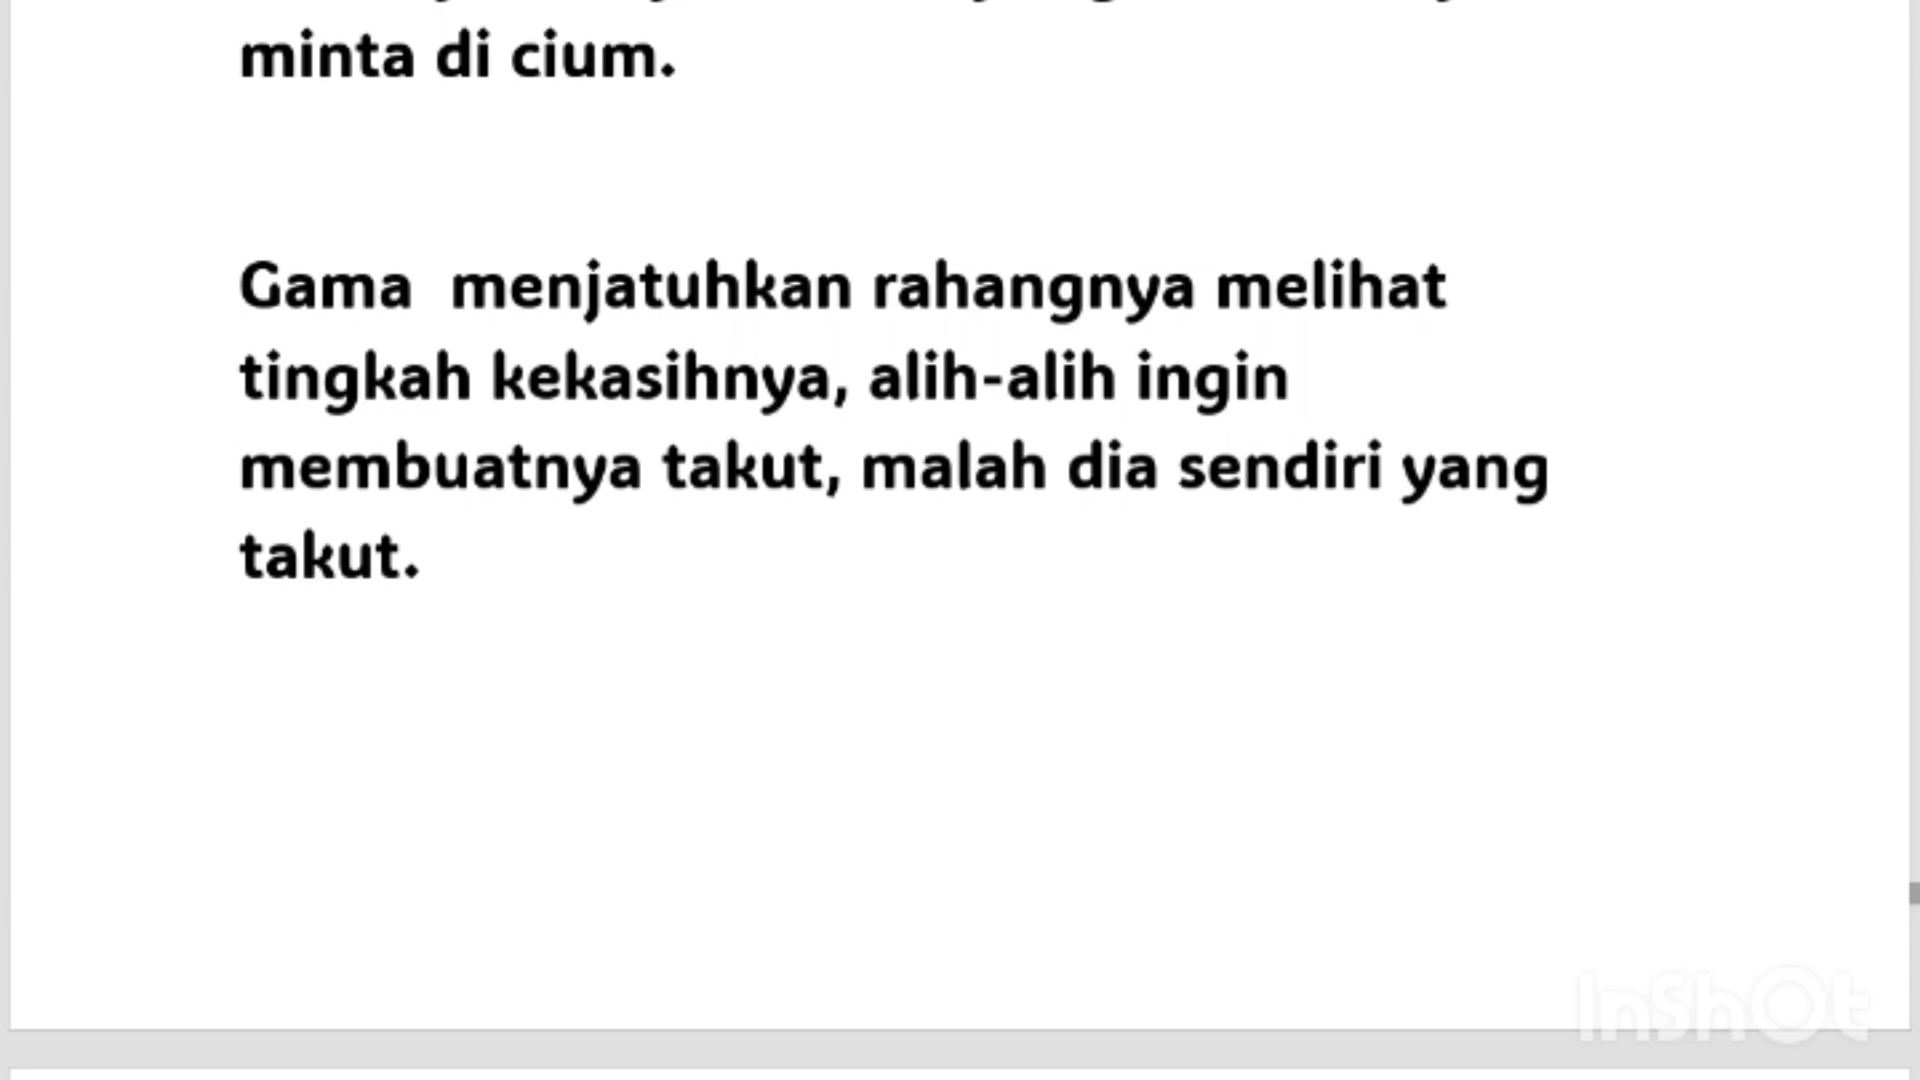 minta di cium.
Gama  menjatuhkan rahangnya melihat
tingkah kekasihnya, alih-alih ingin
membuatnya takut, malah dia sendiri yang
takut.
InShOt